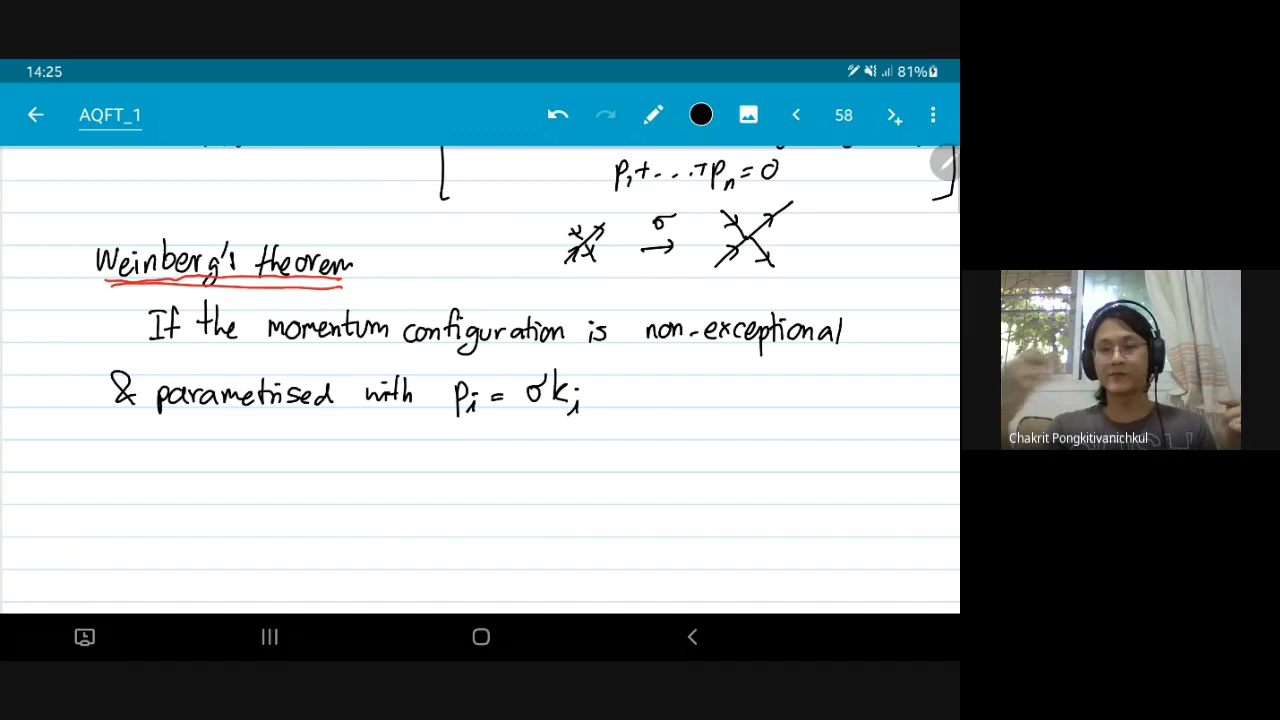 14:25
81%
AQFT_1
58
p₁+...+pₙ=0
σ
→
Weinberg's theorem
If the momentum configuration is non-exceptional
& parametrised with pᵢ = σkᵢ
Chakrit Pongkitivanichkul